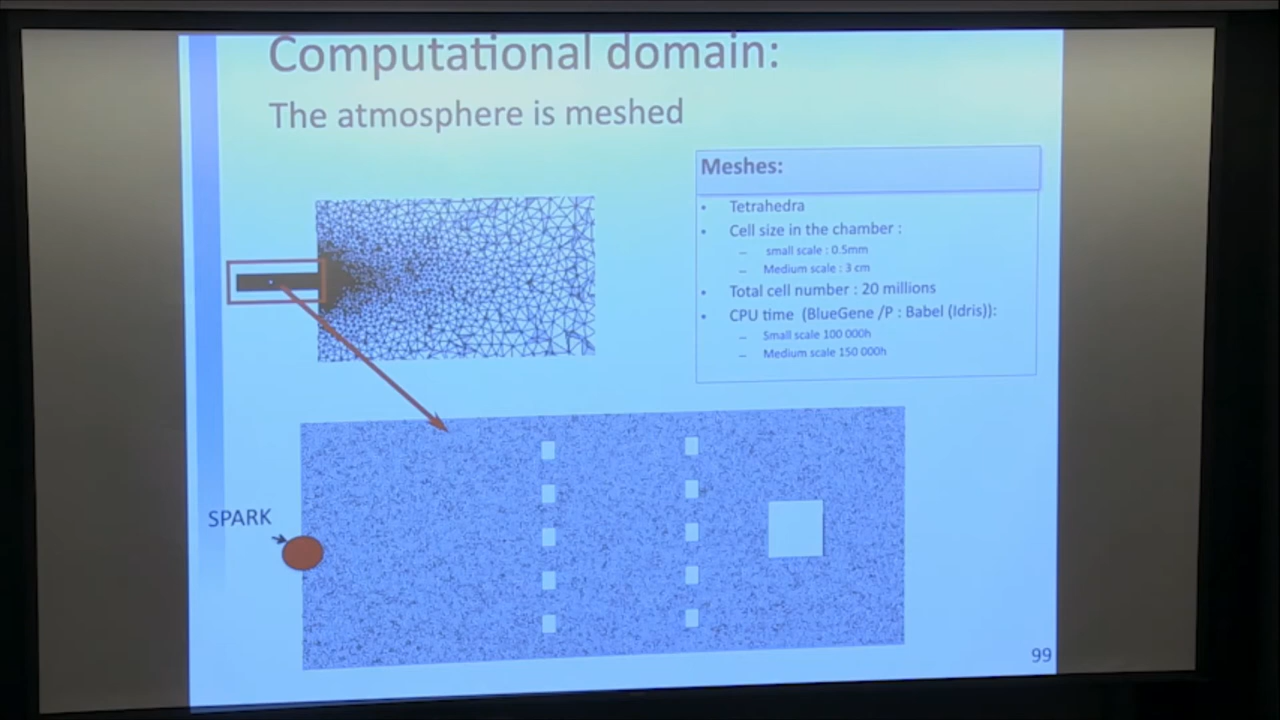 Computational domain:
The atmosphere is meshed
Meshes:
• Tetrahedra
• Cell size in the chamber :
– small scale : 0.5mm
– Medium scale : 3 cm
• Total cell number : 20 millions
• CPU time (BlueGene /P : Babel (Idris)):
– Small scale 100 000h
– Medium scale 150 000h
SPARK
99